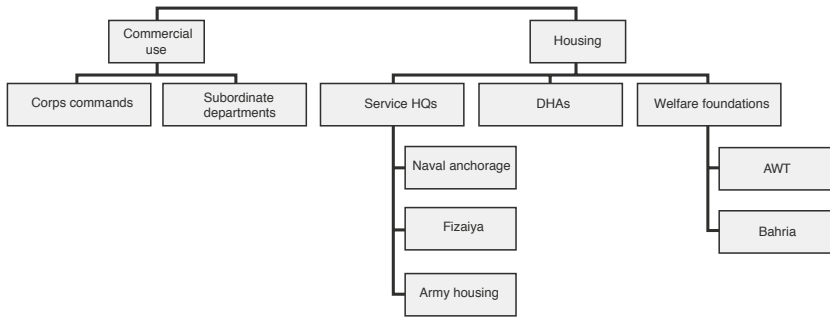 Commercial
use
Housing
Corps commands
Subordinate
departments
Service HQs
DHAs
Welfare foundations
Naval anchorage
AWT
Fizaiya
Bahria
Army housing